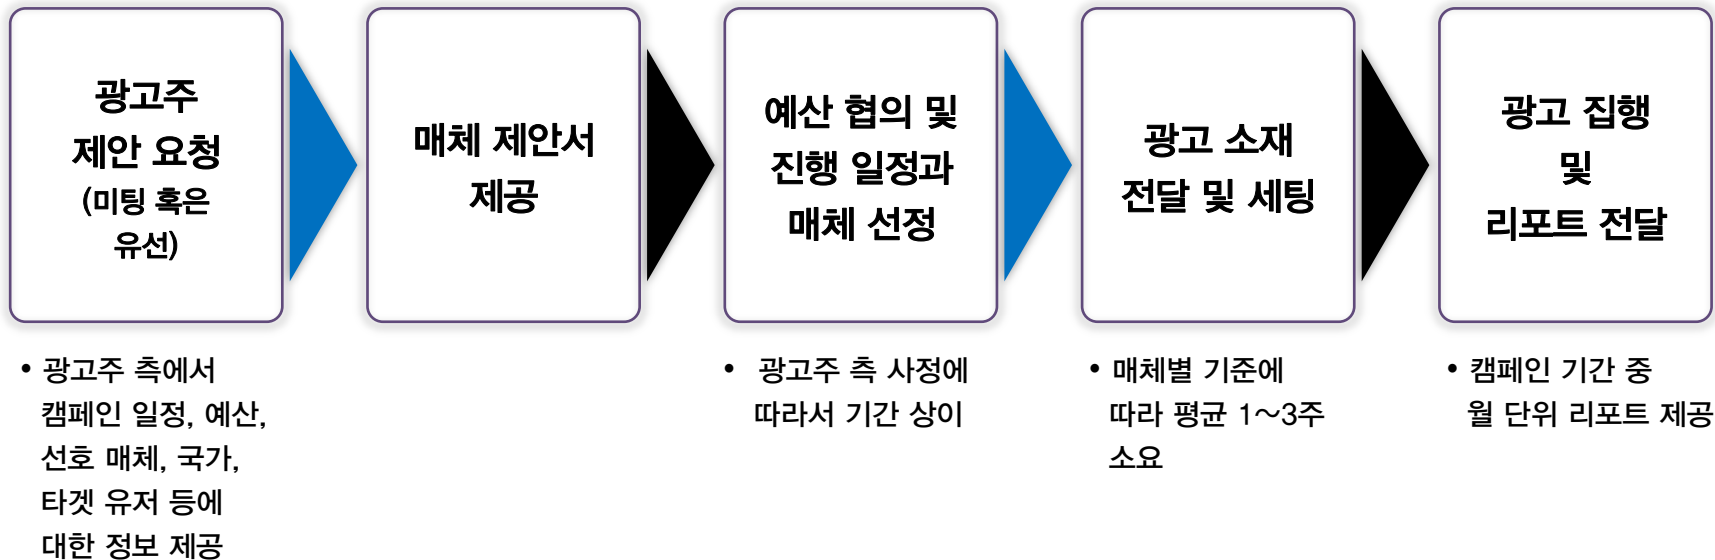 광고주
제안 요청
(미팅 혹은
유선)
매체 제안서
제공
예산 협의 및
진행 일정과
매체 선정
광고 소재
전달 및 세팅
광고 집행
및
리포트 전달
• 광고주 측에서
캠페인 일정, 예산,
선호 매체, 국가,
타겟 유저 등에
대한 정보 제공
• 광고주 측 사정에
따라서 기간 상이
• 매체별 기준에
따라 평균 1~3주
소요
• 캠페인 기간 중
월 단위 리포트 제공